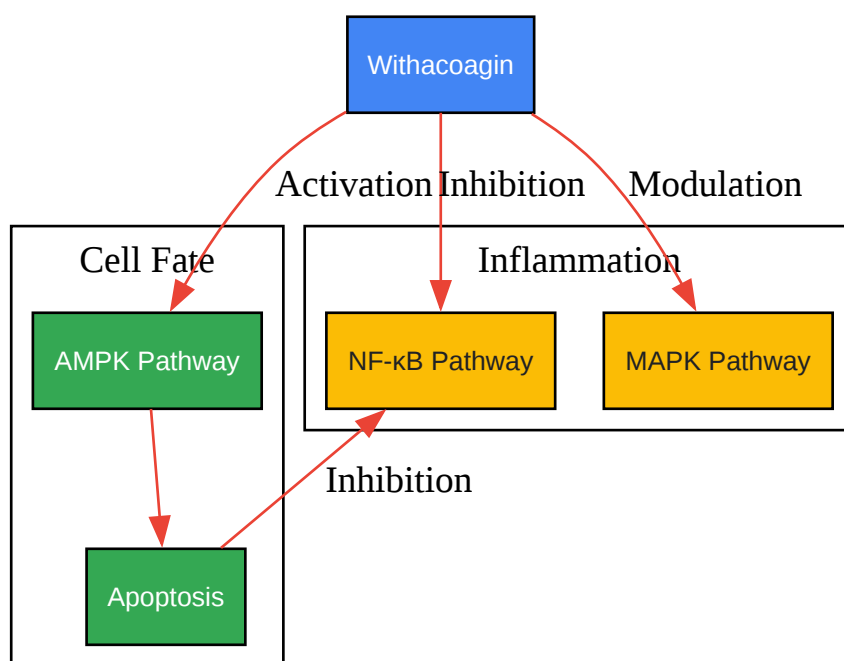 Withacoagin
Activation
Inhibition
Modulation
Cell Fate
Inflammation
AMPK Pathway
NF-κB Pathway
MAPK Pathway
Inhibition
Apoptosis